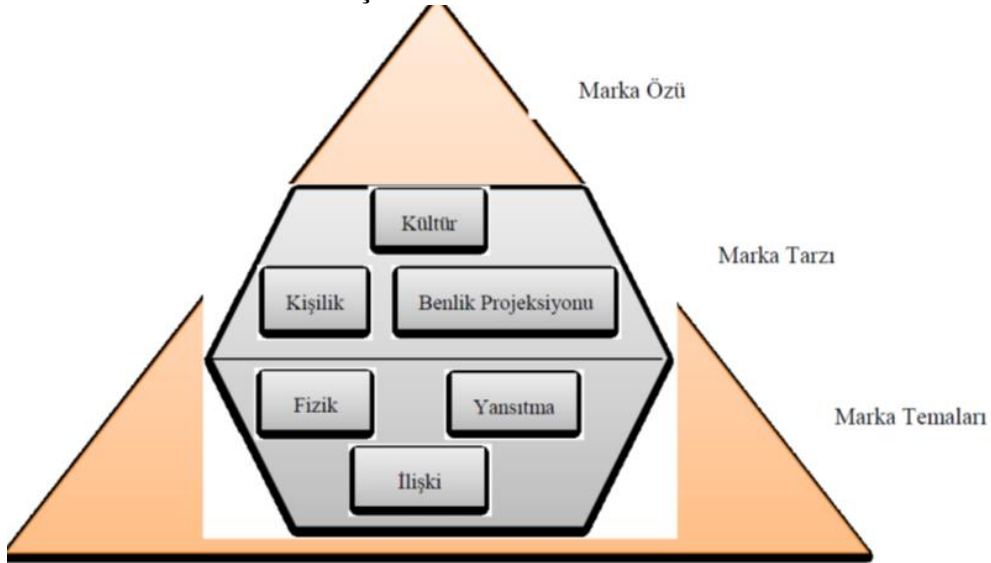 Marka Özü
Kültür
Marka Tarzı
Kişilik
Benlik Projeksiyonu
Fizik
Yansıtma
Marka Temaları
İlişki